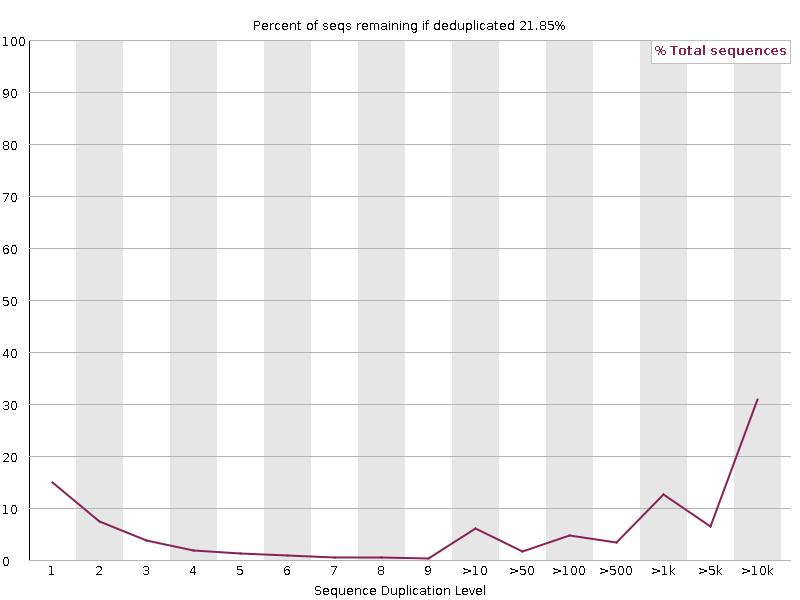 Percent of seqs remaining if deduplicated 21.85%
% Total sequences
100
90
80
70
60
50
40
30
20
10
0
1 2 3 4 5 6 7 8 9 >10 >50 >100 >500 >1k >5k >10k
Sequence Duplication Level